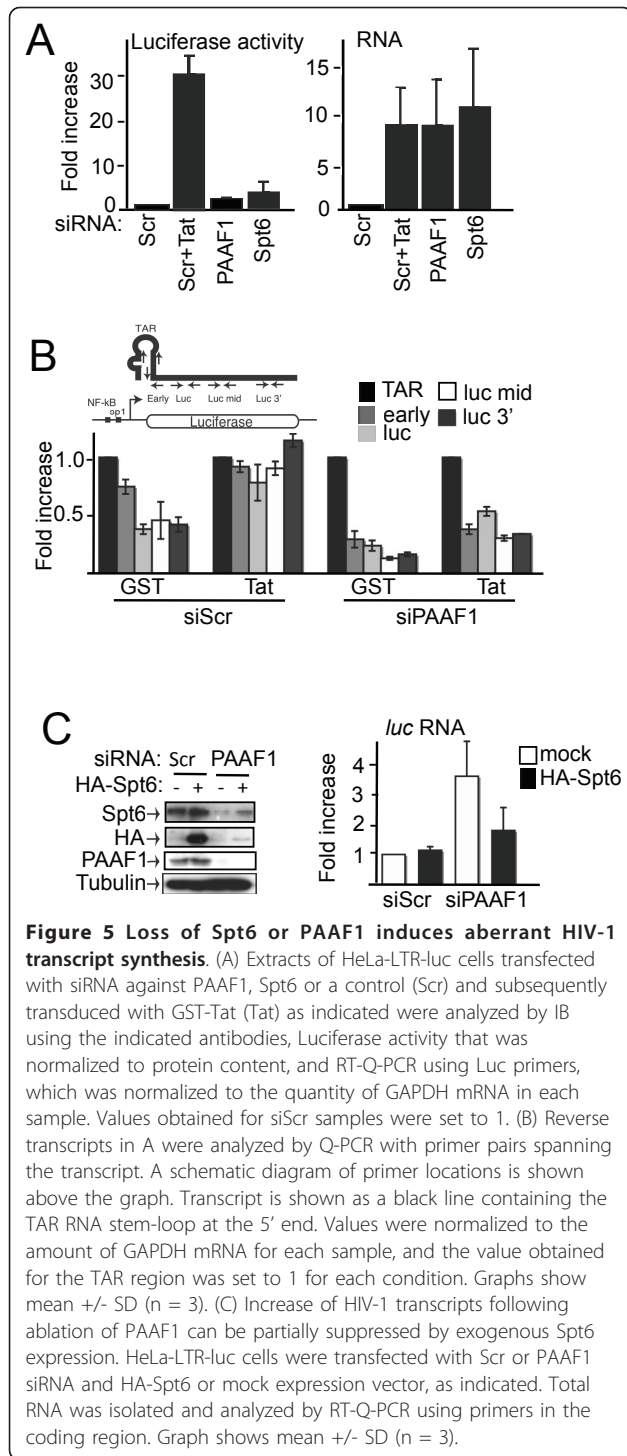 A
Luciferase activity
RNA
Fold increase
30
20
10
0
15
10
5
0
siRNA:
Scr
Scr+Tat
PAAF1
Spt6
Scr
Scr+Tat
PAAF1
Spt6
B
TAR
NF-kB
sp1
Early
Luc
Luc mid
Luc 3'
Luciferase
TAR
early
luc
luc mid
luc 3'
Fold increase
1.0
0.5
GST
Tat
GST
Tat
siScr
siPAAF1
C
siRNA: Scr PAAF1
HA-Spt6: - + - +
Spt6→
HA→
PAAF1→
Tubulin→
luc RNA
Fold increase
4
3
2
1
mock
HA-Spt6
siScr
siPAAF1
Figure 5 Loss of Spt6 or PAAF1 induces aberrant HIV-1
transcript synthesis. (A) Extracts of HeLa-LTR-luc cells transfected
with siRNA against PAAF1, Spt6 or a control (Scr) and subsequently
transduced with GST-Tat (Tat) as indicated were analyzed by IB
using the indicated antibodies, Luciferase activity that was
normalized to protein content, and RT-Q-PCR using Luc primers,
which was normalized to the quantity of GAPDH mRNA in each
sample. Values obtained for siScr samples were set to 1. (B) Reverse
transcripts in A were analyzed by Q-PCR with primer pairs spanning
the transcript. A schematic diagram of primer locations is shown
above the graph. Transcript is shown as a black line containing the
TAR RNA stem-loop at the 5' end. Values were normalized to the
amount of GAPDH mRNA for each sample, and the value obtained
for the TAR region was set to 1 for each condition. Graphs show
mean +/- SD (n = 3). (C) Increase of HIV-1 transcripts following
ablation of PAAF1 can be partially suppressed by exogenous Spt6
expression. HeLa-LTR-luc cells were transfected with Scr or PAAF1
siRNA and HA-Spt6 or mock expression vector, as indicated. Total
RNA was isolated and analyzed by RT-Q-PCR using primers in the
coding region. Graph shows mean +/- SD (n = 3).